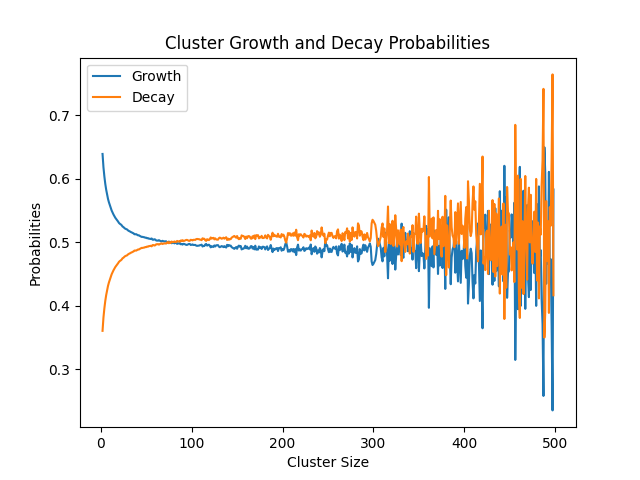 Cluster Growth and Decay Probabilities
Growth
Decay
0.7
0.6
0.5
0.4
0.3
Probabilities
0
100
200
300
400
500
Cluster Size